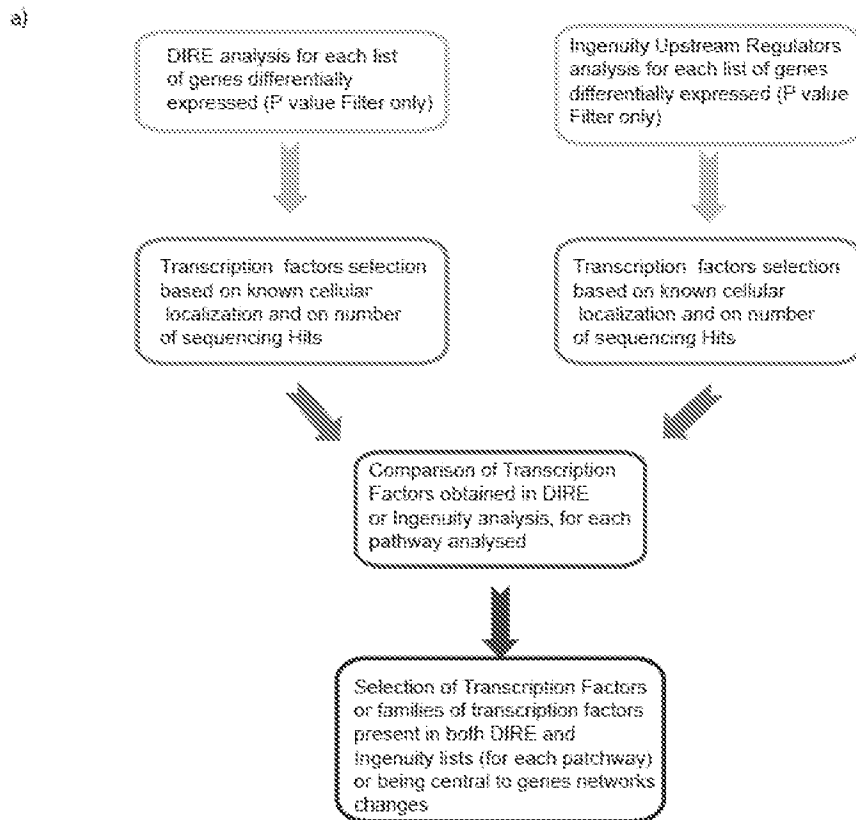 a)
DIRE analysis for each list
of genes differentially
expressed (P value Filter only)
Ingenuity Upstream Regulators
analysis for each list of genes
differentially expressed (P value
Filter only)
Transcription factors selection
based on known cellular
localization and on number
of sequencing Hits
Transcription factors selection
based on known cellular
localization and on number
of sequencing Hits
Comparison of Transcription
Factors obtained in DIRE
or Ingenuity analysis, for each
pathway analysed
Selection of Transcription Factors
or families of transcription factors
present in both DIRE and
Ingenuity lists (for each patchway)
or being central to genes networks
changes